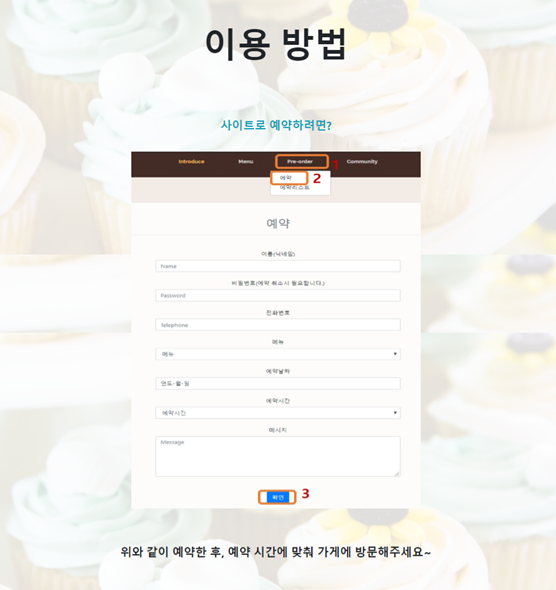 이용 방법
사이트로 예약하려면?
Introduce Menu Pre-order 1 Community
예약 2
예약리스트
예약
이름(닉네임)
Name
비밀번호(예약 취소시 필요합니다.)
Password
전화번호
Telephone
메뉴
메뉴
예약날짜
연도-월-일
예약시간
예약시간
메시지
Message
확인 3
위와 같이 예약한 후, 예약 시간에 맞춰 가게에 방문해주세요~